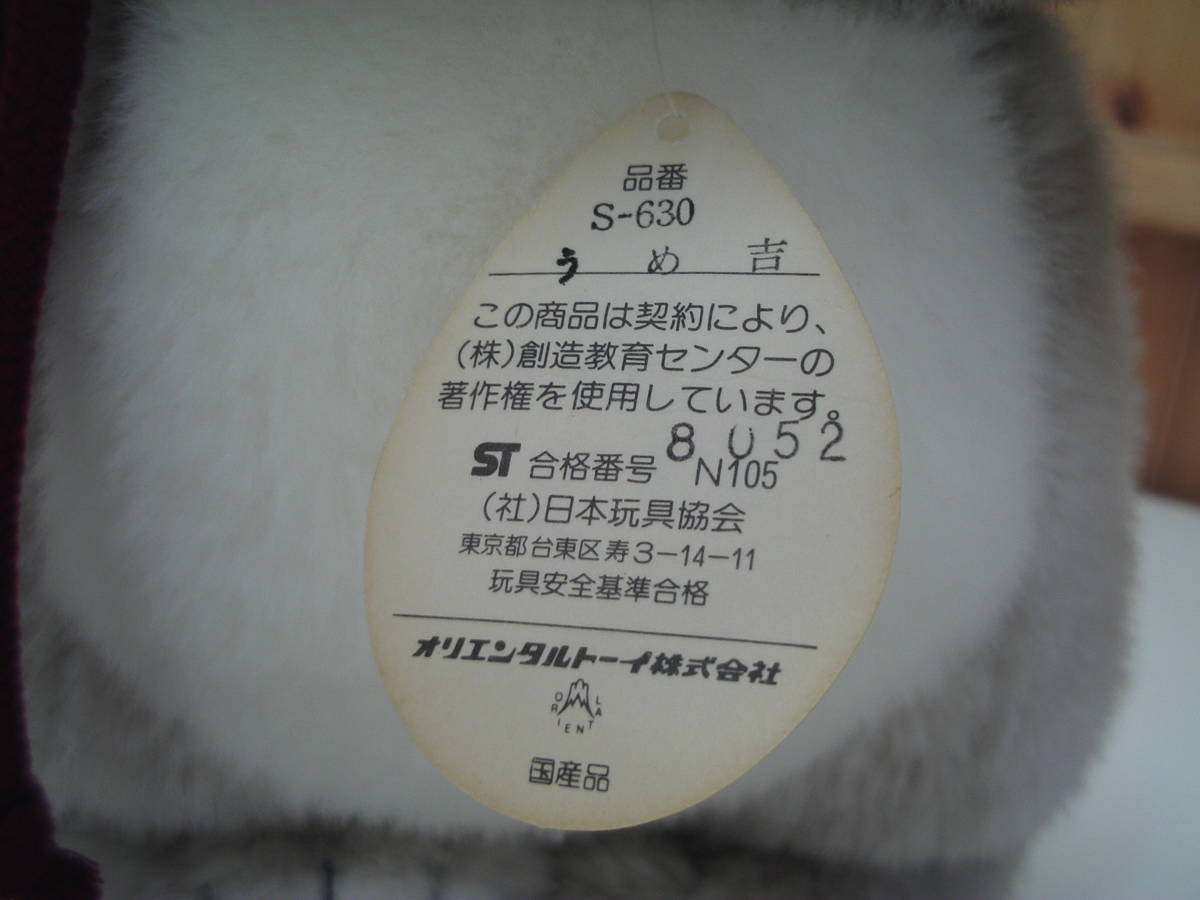 品番
S-630
うめ吉
この商品は契約により、
(株)創造教育センターの
著作権を使用しています。
8052
ST 合格番号 N105
(社)日本玩具協会
東京都台東区寿3-14-11
玩具安全基準合格
オリエンタルトーイ株式会社
ORIENTAL
国産品